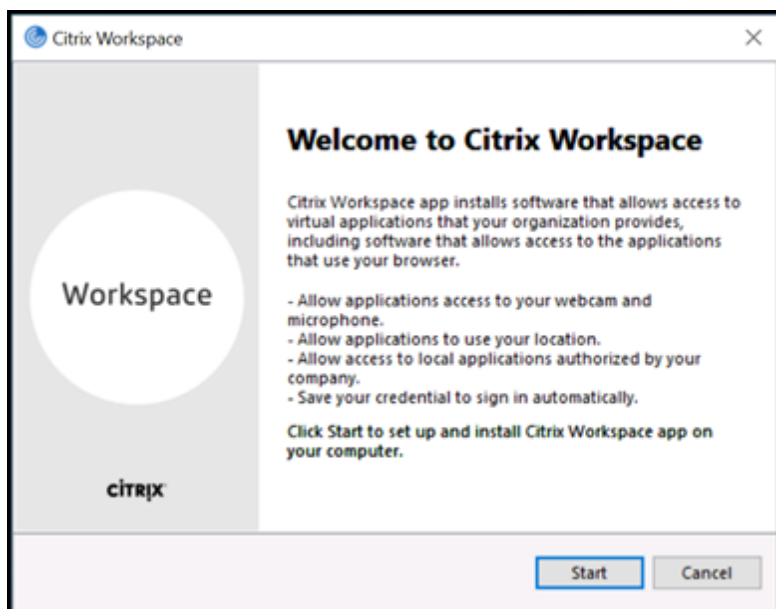 Citrix Workspace
Welcome to Citrix Workspace
Citrix Workspace app installs software that allows access to
virtual applications that your organization provides,
including software that allows access to the applications
that use your browser.
- Allow applications access to your webcam and
microphone.
- Allow applications to use your location.
- Allow access to local applications authorized by your
company.
- Save your credential to sign in automatically.
Click Start to set up and install Citrix Workspace app on
your computer.
Workspace
citrix
Start
Cancel